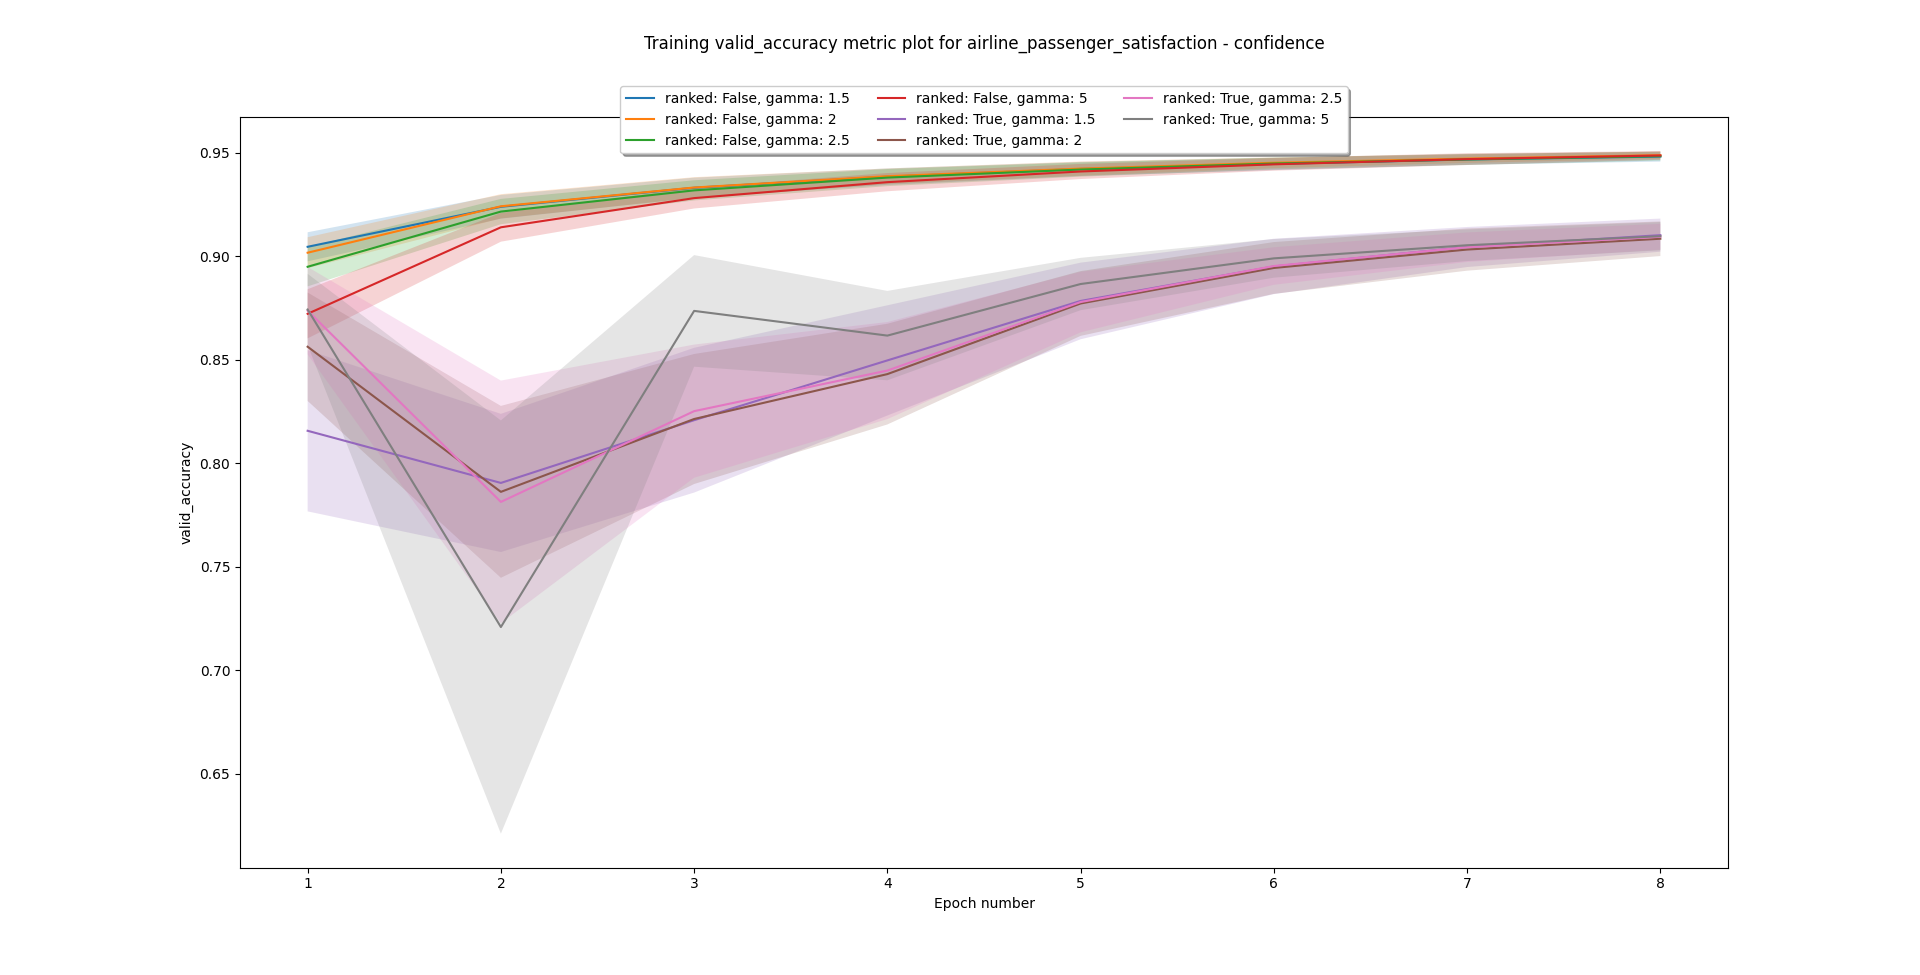 Training valid_accuracy metric plot for airline_passenger_satisfaction - confidence
ranked: False, gamma: 1.5
ranked: False, gamma: 2
ranked: False, gamma: 2.5
ranked: False, gamma: 5
ranked: True, gamma: 1.5
ranked: True, gamma: 2
ranked: True, gamma: 2.5
ranked: True, gamma: 5
valid_accuracy
0.95
0.90
0.85
0.80
0.75
0.70
0.65
1 2 3 4 5 6 7 8
Epoch number